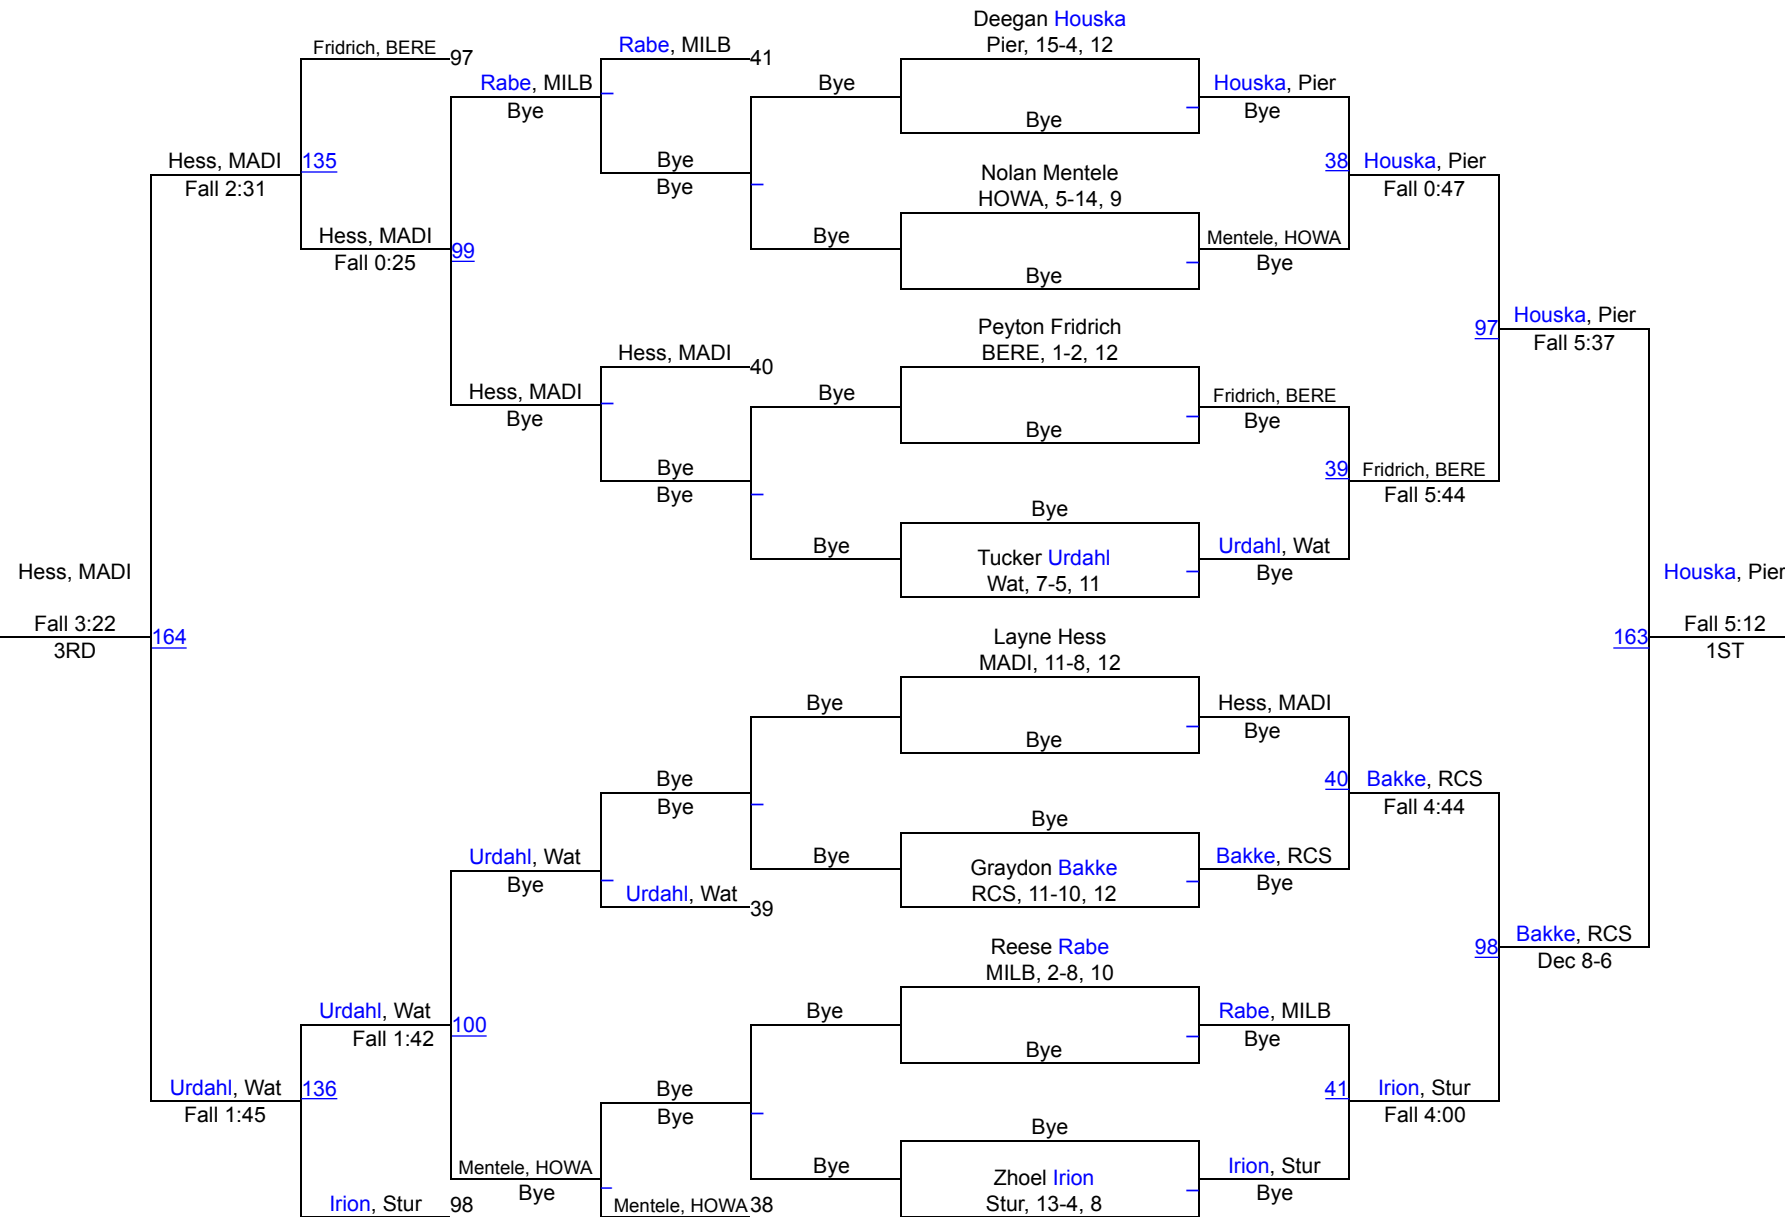 Deegan Houska
Pier, 15-4, 12
Fridrich, BERE 97
Rabe, MILB 41
Rabe, MILB
Bye
Bye
Houska, Pier
Bye
Bye
Hess, MADI
Fall 2:31
135
Bye
Bye
Nolan Mentele
HOWA, 5-14, 9
38
Houska, Pier
Fall 0:47
Hess, MADI
Fall 0:25
99
Bye
Mentele, HOWA
Bye
Bye
Peyton Fridrich
BERE, 1-2, 12
97
Houska, Pier
Fall 5:37
Hess, MADI 40
Hess, MADI
Bye
Bye
Fridrich, BERE
Bye
Bye
Bye
Bye
39
Fridrich, BERE
Fall 5:44
Bye
Bye
Tucker Urdahl
Wat, 7-5, 11
Urdahl, Wat
Bye
Hess, MADI
Fall 3:22
3RD
164
Houska, Pier
Fall 5:12
1ST
163
Layne Hess
MADI, 11-8, 12
Bye
Hess, MADI
Bye
Bye
Bye
Bye
40
Bakke, RCS
Fall 4:44
Bye
Urdahl, Wat
Bye
Bye
Graydon Bakke
RCS, 11-10, 12
Bakke, RCS
Bye
Urdahl, Wat 39
Reese Rabe
MILB, 2-8, 10
98
Bakke, RCS
Dec 8-6
Urdahl, Wat
Fall 1:42
100
Bye
Rabe, MILB
Bye
Bye
Urdahl, Wat
Fall 1:45
136
Bye
Bye
41
Irion, Stur
Fall 4:00
Bye
Mentele, HOWA
Bye
Bye
Zhoel Irion
Stur, 13-4, 8
Irion, Stur
Bye
Irion, Stur 98
Mentele, HOWA 38